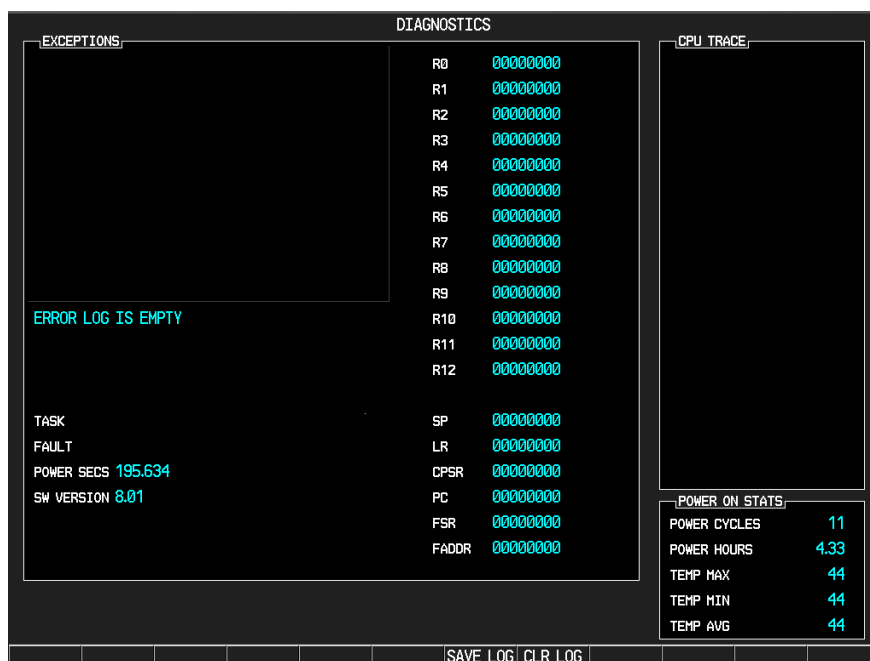 DIAGNOSTICS
EXCEPTIONS
ERROR LOG IS EMPTY
TASK
FAULT
POWER SECS 195.634
SW VERSION 8.01
R0 00000000
R1 00000000
R2 00000000
R3 00000000
R4 00000000
R5 00000000
R6 00000000
R7 00000000
R8 00000000
R9 00000000
R10 00000000
R11 00000000
R12 00000000
SP 00000000
LR 00000000
CPSR 00000000
PC 00000000
FSR 00000000
FADDR 00000000
CPU TRACE
POWER ON STATS
POWER CYCLES 11
POWER HOURS 4.33
TEMP MAX 44
TEMP MIN 44
TEMP AVG 44
SAVE LOG CLR LOG